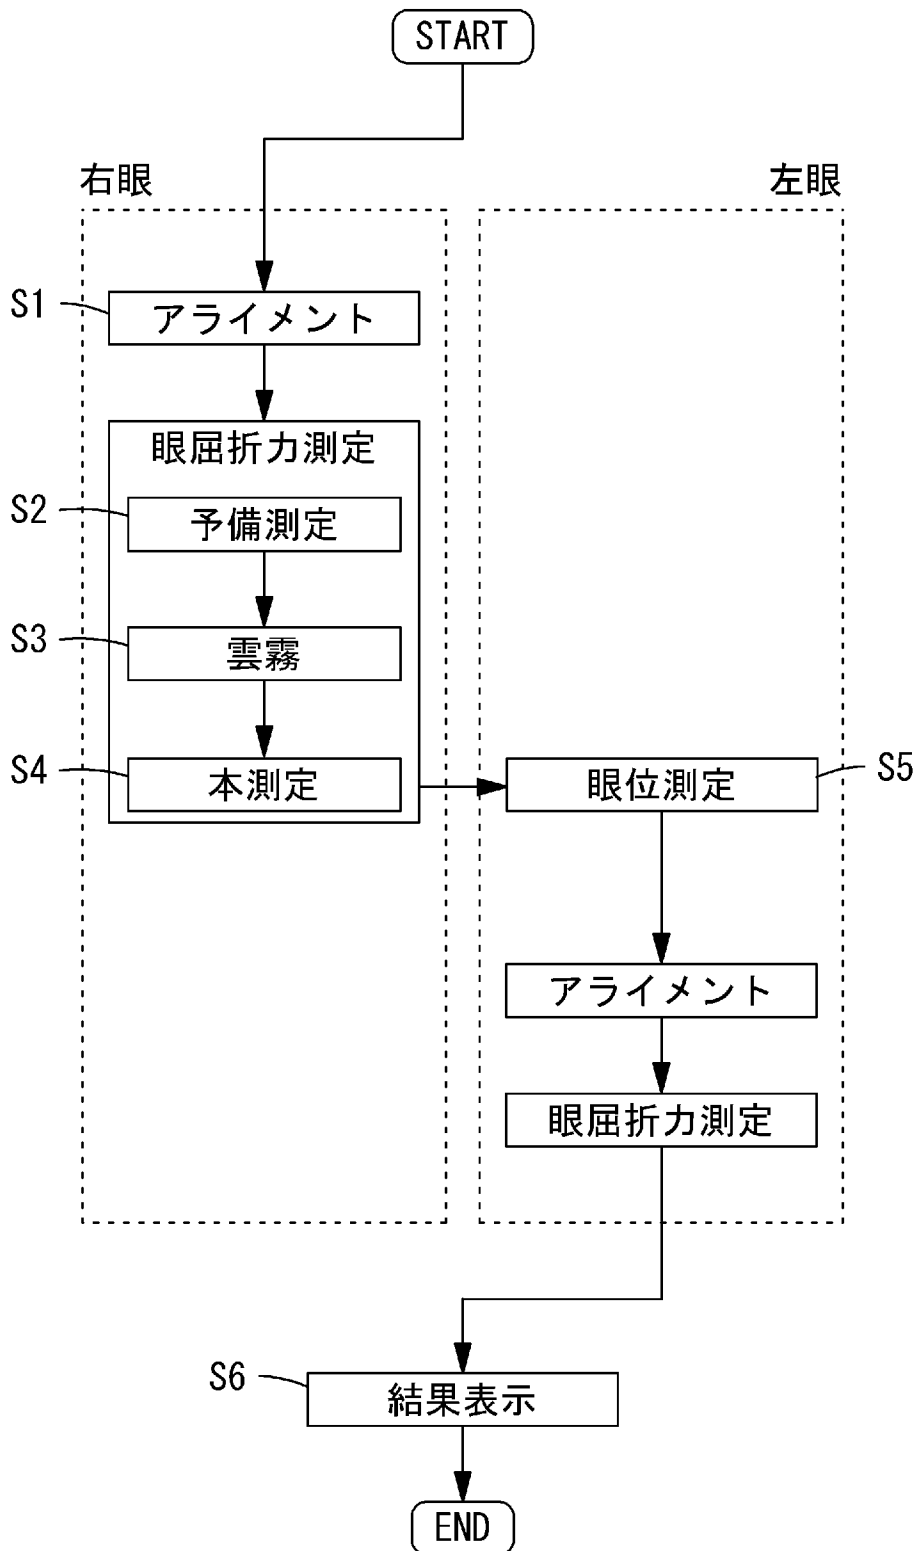 START
右眼
左眼
S1
アライメント
眼屈折力測定
S2
予備測定
S3
雲霧
S4
本測定
眼位測定
S5
アライメント
眼屈折力測定
S6
結果表示
END